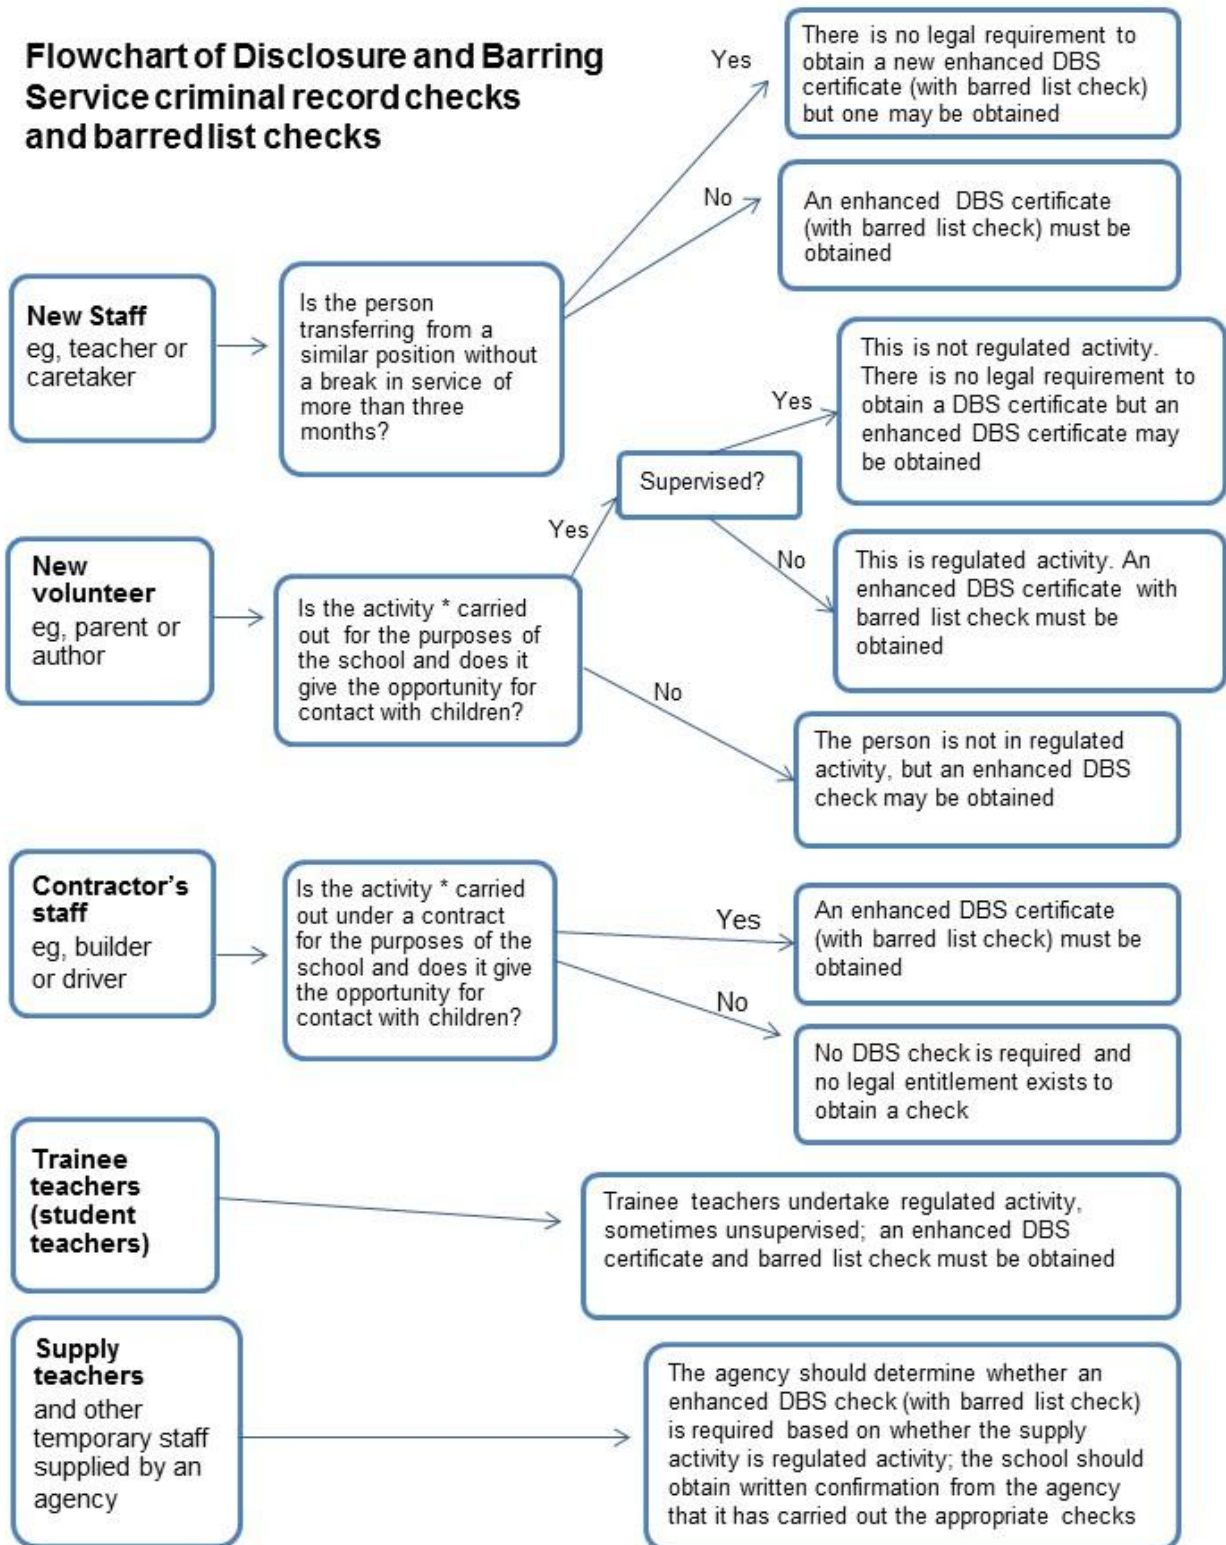 Flowchart of Disclosure and Barring
Service criminal record checks
and barred list checks
Yes
There is no legal requirement to
obtain a new enhanced DBS
certificate (with barred list check)
but one may be obtained
No
An enhanced DBS certificate
(with barred list check) must be
obtained
New Staff
eg, teacher or
caretaker
Is the person
transferring from a
similar position without
a break in service of
more than three
months?
New
volunteer
eg, parent or
author
Is the activity * carried
out for the purposes of
the school and does it
give the opportunity for
contact with children?
Yes
Supervised?
Yes
This is not regulated activity.
There is no legal requirement to
obtain a DBS certificate but an
enhanced DBS certificate may
be obtained
No
This is regulated activity. An
enhanced DBS certificate with
barred list check must be
obtained
No
The person is not in regulated
activity, but an enhanced DBS
check may be obtained
Contractor's
staff
eg, builder
or driver
Is the activity * carried
out under a contract
for the purposes of the
school and does it give
the opportunity for
contact with children?
Yes
An enhanced DBS certificate
(with barred list check) must be
obtained
No
No DBS check is required and
no legal entitlement exists to
obtain a check
Trainee
teachers
(student
teachers)
Trainee teachers undertake regulated activity,
sometimes unsupervised; an enhanced DBS
certificate and barred list check must be obtained
Supply
teachers
and other
temporary staff
supplied by an
agency
The agency should determine whether an
enhanced DBS check (with barred list check)
is required based on whether the supply
activity is regulated activity; the school should
obtain written confirmation from the agency
that it has carried out the appropriate checks